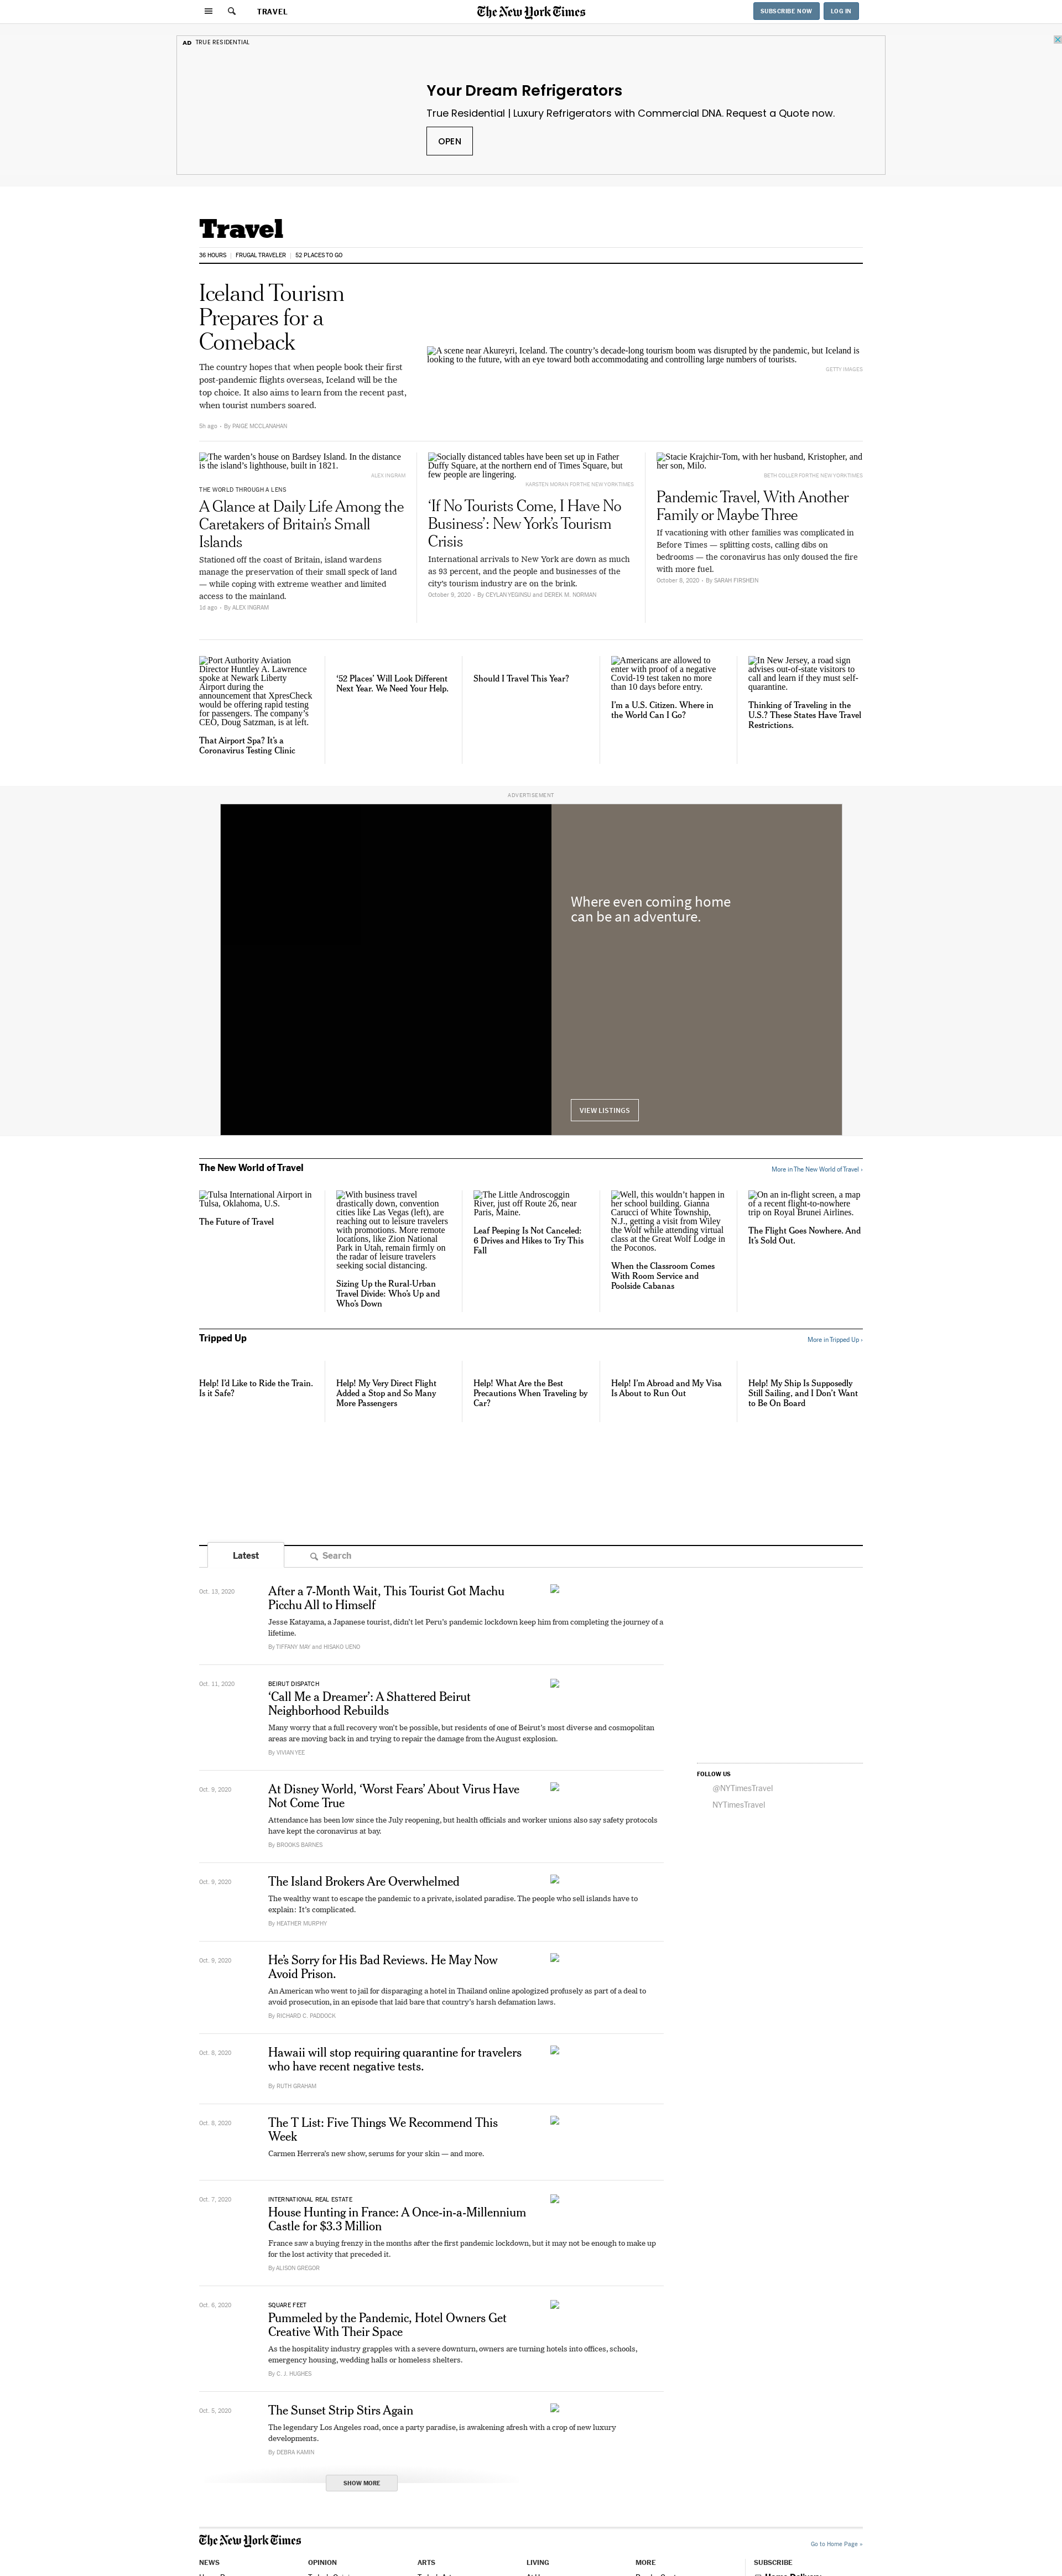 TRAVEL
The New York Times
SUBSCRIBE NOW
LOG IN
AD TRUE RESIDENTIAL
Your Dream Refrigerators
True Residential | Luxury Refrigerators with Commercial DNA. Request a Quote now.
OPEN
Travel
36 HOURS
FRUGAL TRAVELER
52 PLACES TO GO
Iceland Tourism
Prepares for a
Comeback
The country hopes that when people book their first
post-pandemic flights overseas, Iceland will be the
top choice. It also aims to learn from the recent past,
when tourist numbers soared.
5h ago • By PAIGE MCCLANAHAN
A scene near Akureyri, Iceland. The country’s decade-long tourism boom was disrupted by the pandemic, but Iceland is
looking to the future, with an eye toward both accommodating and controlling large numbers of tourists.
GETTY IMAGES
The warden’s house on Bardsey Island. In the distance
is the island’s lighthouse, built in 1821.
ALEX INGRAM
THE WORLD THROUGH A LENS
A Glance at Daily Life Among the
Caretakers of Britain’s Small
Islands
Stationed off the coast of Britain, island wardens
manage the preservation of their small speck of land
— while coping with extreme weather and limited
access to the mainland.
1d ago • By ALEX INGRAM
Socially distanced tables have been set up in Father
Duffy Square, at the northern end of Times Square, but
few people are lingering.
KARSTEN MORAN FOR THE NEW YORK TIMES
‘If No Tourists Come, I Have No
Business’: New York’s Tourism
Crisis
International arrivals to New York are down as much
as 93 percent, and the people and businesses of the
city’s tourism industry are on the brink.
October 9, 2020 • By CEYLAN YEGINSU and DEREK M. NORMAN
Stacie Krajchir-Tom, with her husband, Kristopher, and
her son, Milo.
BETH COLLER FOR THE NEW YORK TIMES
Pandemic Travel, With Another
Family or Maybe Three
If vacationing with other families was complicated in
Before Times — splitting costs, calling dibs on
bedrooms — the coronavirus has only doused the fire
with more fuel.
October 8, 2020 • By SARAH FIRSHEIN
Port Authority Aviation
Director Huntley A. Lawrence
spoke at Newark Liberty
Airport during the
announcement that XpresCheck
would be offering rapid testing
for passengers. The company’s
CEO, Doug Satzman, is at left.
That Airport Spa? It’s a
Coronavirus Testing Clinic
‘52 Places’ Will Look Different
Next Year. We Need Your Help.
Should I Travel This Year?
Americans are allowed to
enter with proof of a negative
Covid-19 test taken no more
than 10 days before entry.
I’m a U.S. Citizen. Where in
the World Can I Go?
In New Jersey, a road sign
advises out-of-state visitors to
call and learn if they must self-
quarantine.
Thinking of Traveling in the
U.S.? These States Have Travel
Restrictions.
ADVERTISEMENT
Where even coming home
can be an adventure.
VIEW LISTINGS
The New World of Travel
More in The New World of Travel ›
Tulsa International Airport in
Tulsa, Oklahoma, U.S.
The Future of Travel
With business travel
drastically down, convention
cities like Las Vegas (left), are
reaching out to leisure travelers
with promotions. More remote
locations, like Zion National
Park in Utah, remain firmly on
the radar of leisure travelers
seeking social distancing.
Sizing Up the Rural-Urban
Travel Divide: Who’s Up and
Who’s Down
The Little Androscoggin
River, just off Route 26, near
Paris, Maine.
Leaf Peeping Is Not Canceled:
6 Drives and Hikes to Try This
Fall
Well, this wouldn’t happen in
her school building. Gianna
Carucci of White Township,
N.J., getting a visit from Wiley
the Wolf while attending virtual
class at the Great Wolf Lodge in
the Poconos.
When the Classroom Comes
With Room Service and
Poolside Cabanas
On an in-flight screen, a map
of a recent flight-to-nowhere
trip on Royal Brunei Airlines.
The Flight Goes Nowhere. And
It’s Sold Out.
Tripped Up
More in Tripped Up ›
Help! I’d Like to Ride the Train.
Is it Safe?
Help! My Very Direct Flight
Added a Stop and So Many
More Passengers
Help! What Are the Best
Precautions When Traveling by
Car?
Help! I’m Abroad and My Visa
Is About to Run Out
Help! My Ship Is Supposedly
Still Sailing, and I Don’t Want
to Be On Board
Latest
Search
Oct. 13, 2020
After a 7-Month Wait, This Tourist Got Machu
Picchu All to Himself
Jesse Katayama, a Japanese tourist, didn’t let Peru’s pandemic lockdown keep him from completing the journey of a
lifetime.
By TIFFANY MAY and HISAKO UENO
Oct. 11, 2020
BEIRUT DISPATCH
‘Call Me a Dreamer’: A Shattered Beirut
Neighborhood Rebuilds
Many worry that a full recovery won’t be possible, but residents of one of Beirut’s most diverse and cosmopolitan
areas are moving back in and trying to repair the damage from the August explosion.
By VIVIAN YEE
Oct. 9, 2020
At Disney World, ‘Worst Fears’ About Virus Have
Not Come True
Attendance has been low since the July reopening, but health officials and worker unions also say safety protocols
have kept the coronavirus at bay.
By BROOKS BARNES
FOLLOW US
@NYTimesTravel
NYTimesTravel
Oct. 9, 2020
The Island Brokers Are Overwhelmed
The wealthy want to escape the pandemic to a private, isolated paradise. The people who sell islands have to
explain: It’s complicated.
By HEATHER MURPHY
Oct. 9, 2020
He’s Sorry for His Bad Reviews. He May Now
Avoid Prison.
An American who went to jail for disparaging a hotel in Thailand online apologized profusely as part of a deal to
avoid prosecution, in an episode that laid bare that country’s harsh defamation laws.
By RICHARD C. PADDOCK
Oct. 8, 2020
Hawaii will stop requiring quarantine for travelers
who have recent negative tests.
By RUTH GRAHAM
Oct. 8, 2020
The T List: Five Things We Recommend This
Week
Carmen Herrera’s new show, serums for your skin — and more.
Oct. 7, 2020
INTERNATIONAL REAL ESTATE
House Hunting in France: A Once-in-a-Millennium
Castle for $3.3 Million
France saw a buying frenzy in the months after the first pandemic lockdown, but it may not be enough to make up
for the lost activity that preceded it.
By ALISON GREGOR
Oct. 6, 2020
SQUARE FEET
Pummeled by the Pandemic, Hotel Owners Get
Creative With Their Space
As the hospitality industry grapples with a severe downturn, owners are turning hotels into offices, schools,
emergency housing, wedding halls or homeless shelters.
By C. J. HUGHES
Oct. 5, 2020
The Sunset Strip Stirs Again
The legendary Los Angeles road, once a party paradise, is awakening afresh with a crop of new luxury
developments.
By DEBRA KAMIN
SHOW MORE
The New York Times
Go to Home Page »
NEWS
OPINION
ARTS
LIVING
MORE
SUBSCRIBE